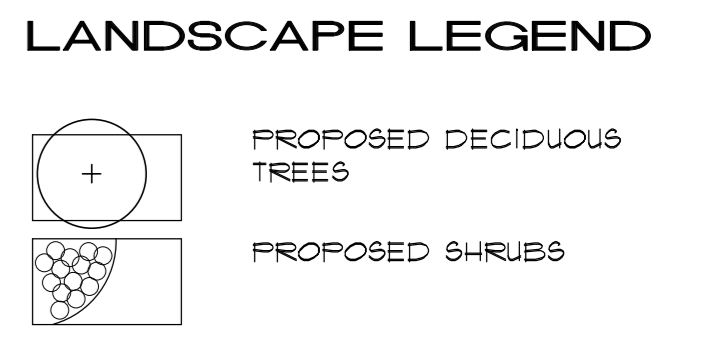 LANDSCAPE LEGEND
PROPOSED DECIDUOUS
TREES
PROPOSED SHRUBS